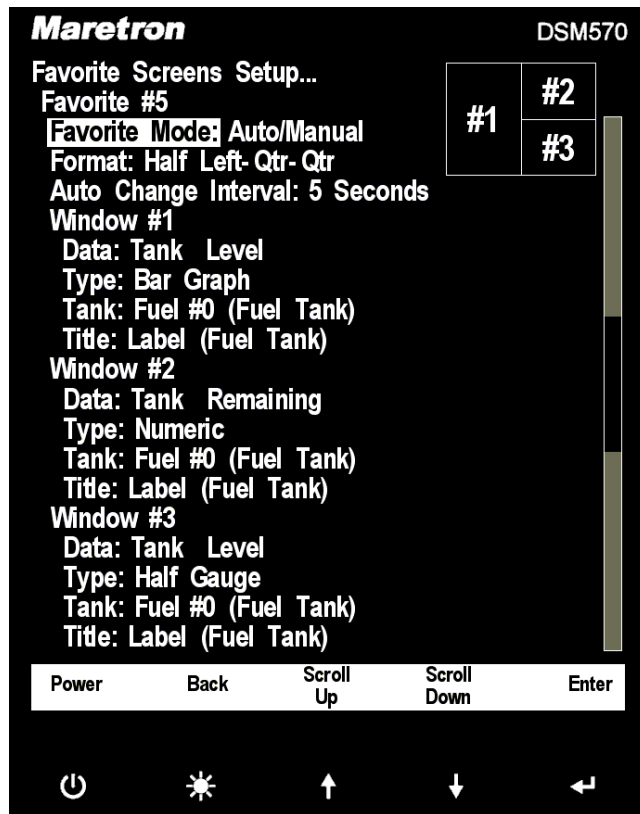 Maretron
DSM570
Favorite Screens Setup...
Favorite #5
Favorite Mode: Auto/Manual
Format: Half Left-Qtr-Qtr
Auto Change Interval: 5 Seconds
#1
#2
#3
Window #1
Data: Tank Level
Type: Bar Graph
Tank: Fuel #0 (Fuel Tank)
Title: Label (Fuel Tank)
Window #2
Data: Tank Remaining
Type: Numeric
Tank: Fuel #0 (Fuel Tank)
Title: Label (Fuel Tank)
Window #3
Data: Tank Level
Type: Half Gauge
Tank: Fuel #0 (Fuel Tank)
Title: Label (Fuel Tank)
Power
Back
Scroll
Up
Scroll
Down
Enter